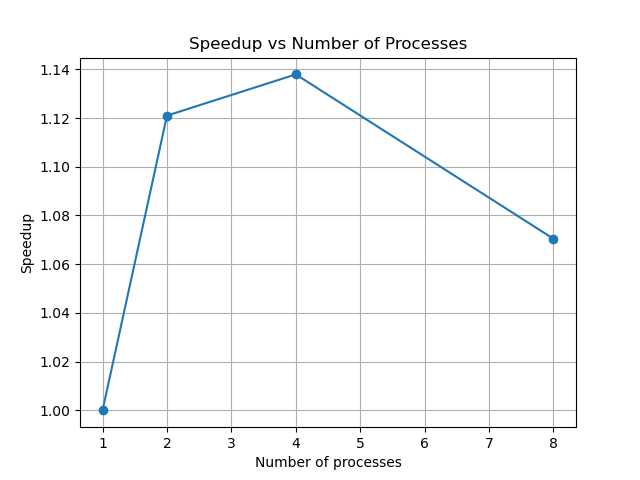 Speedup vs Number of Processes
1.14
1.12
1.10
1.08
1.06
1.04
1.02
1.00
Speedup
1 2 3 4 5 6 7 8
Number of processes